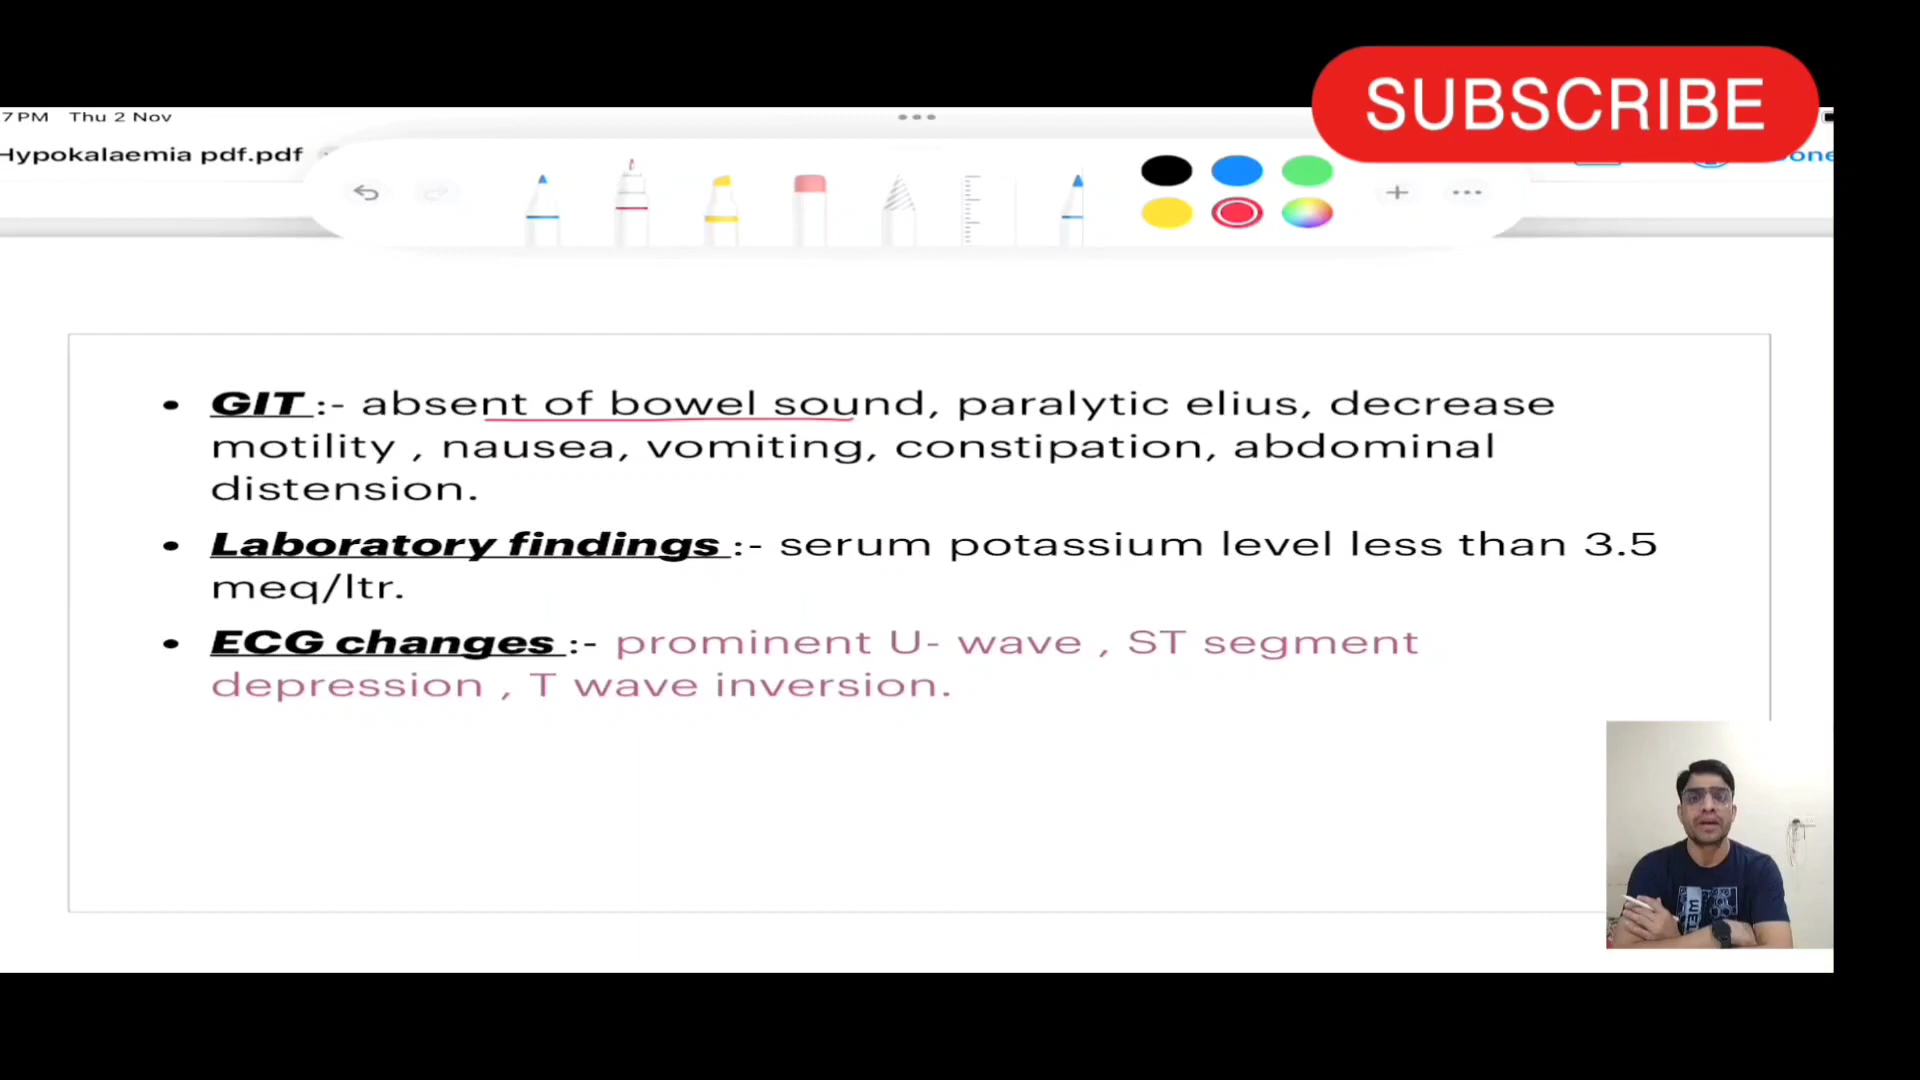 SUBSCRIBE
7 PM Thu 2 Nov
Hypokalaemia pdf.pdf
• GIT :- absent of bowel sound, paralytic elius, decrease
motility , nausea, vomiting, constipation, abdominal
distension.
• Laboratory findings :- serum potassium level less than 3.5
meq/ltr.
• ECG changes :- prominent U- wave , ST segment
depression , T wave inversion.